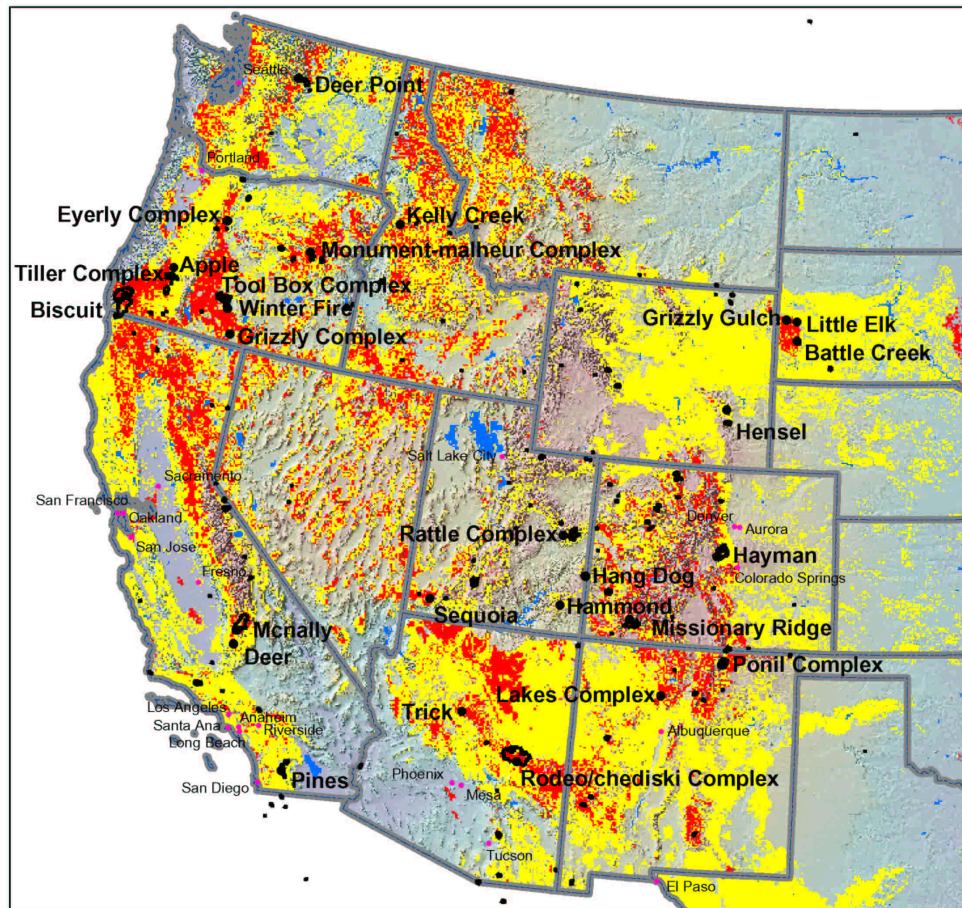 Seattle
Deer Point
Portland
Eyerly Complex
Kelly Creek
Monument-malheur Complex
Apple
Tiller Complex
Tool Box Complex
Biscuit
Winter Fire
Grizzly Complex
Grizzly Gulch
Little Elk
Battle Creek
Hensel
Salt Lake City
Sacramento
San Francisco
Oakland
San Jose
Fresno
Rattle Complex
Denver
Aurora
Hayman
Colorado Springs
Hang Dog
Hammond
Sequoia
Missionary Ridge
Mcnally
Deer
Ponil Complex
Lakes Complex
Trick
Los Angeles
Anaheim
Santa Ana
Riverside
Long Beach
Albuquerque
Rodeo/chediski Complex
Pines
San Diego
Phoenix
Mesa
Tucson
El Paso